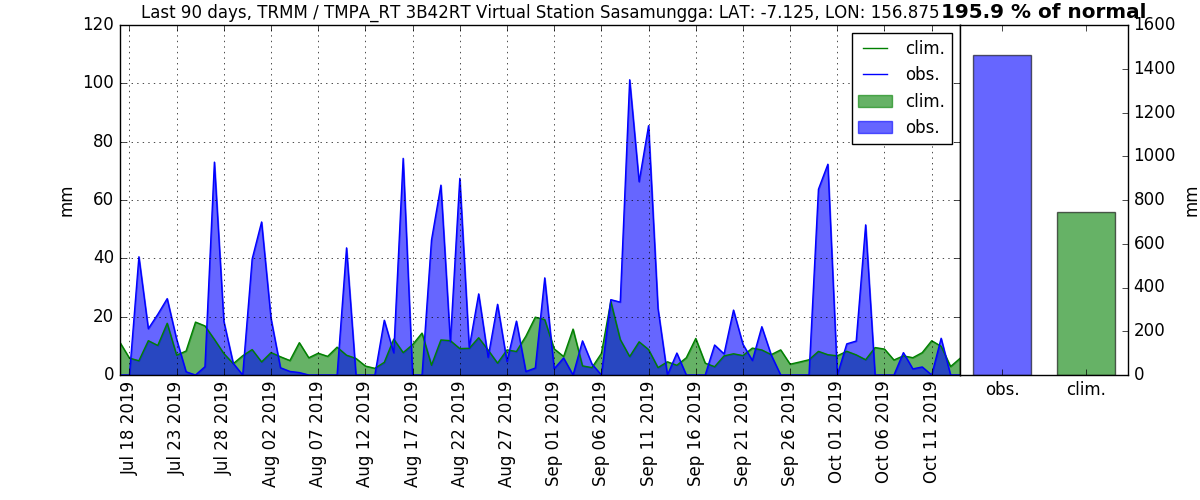 Last 90 days, TRMM / TMPA_RT 3B42RT Virtual Station Sasamungga: LAT: -7.125, LON: 156.875
195.9 % of normal
120
100
80
60
40
20
0
mm
clim.
obs.
clim.
obs.
Jul 18 2019
Jul 23 2019
Jul 28 2019
Aug 02 2019
Aug 07 2019
Aug 12 2019
Aug 17 2019
Aug 22 2019
Aug 27 2019
Sep 01 2019
Sep 06 2019
Sep 11 2019
Sep 16 2019
Sep 21 2019
Sep 26 2019
Oct 01 2019
Oct 06 2019
Oct 11 2019
1600
1400
1200
1000
800
600
400
200
0
mm
obs.
clim.